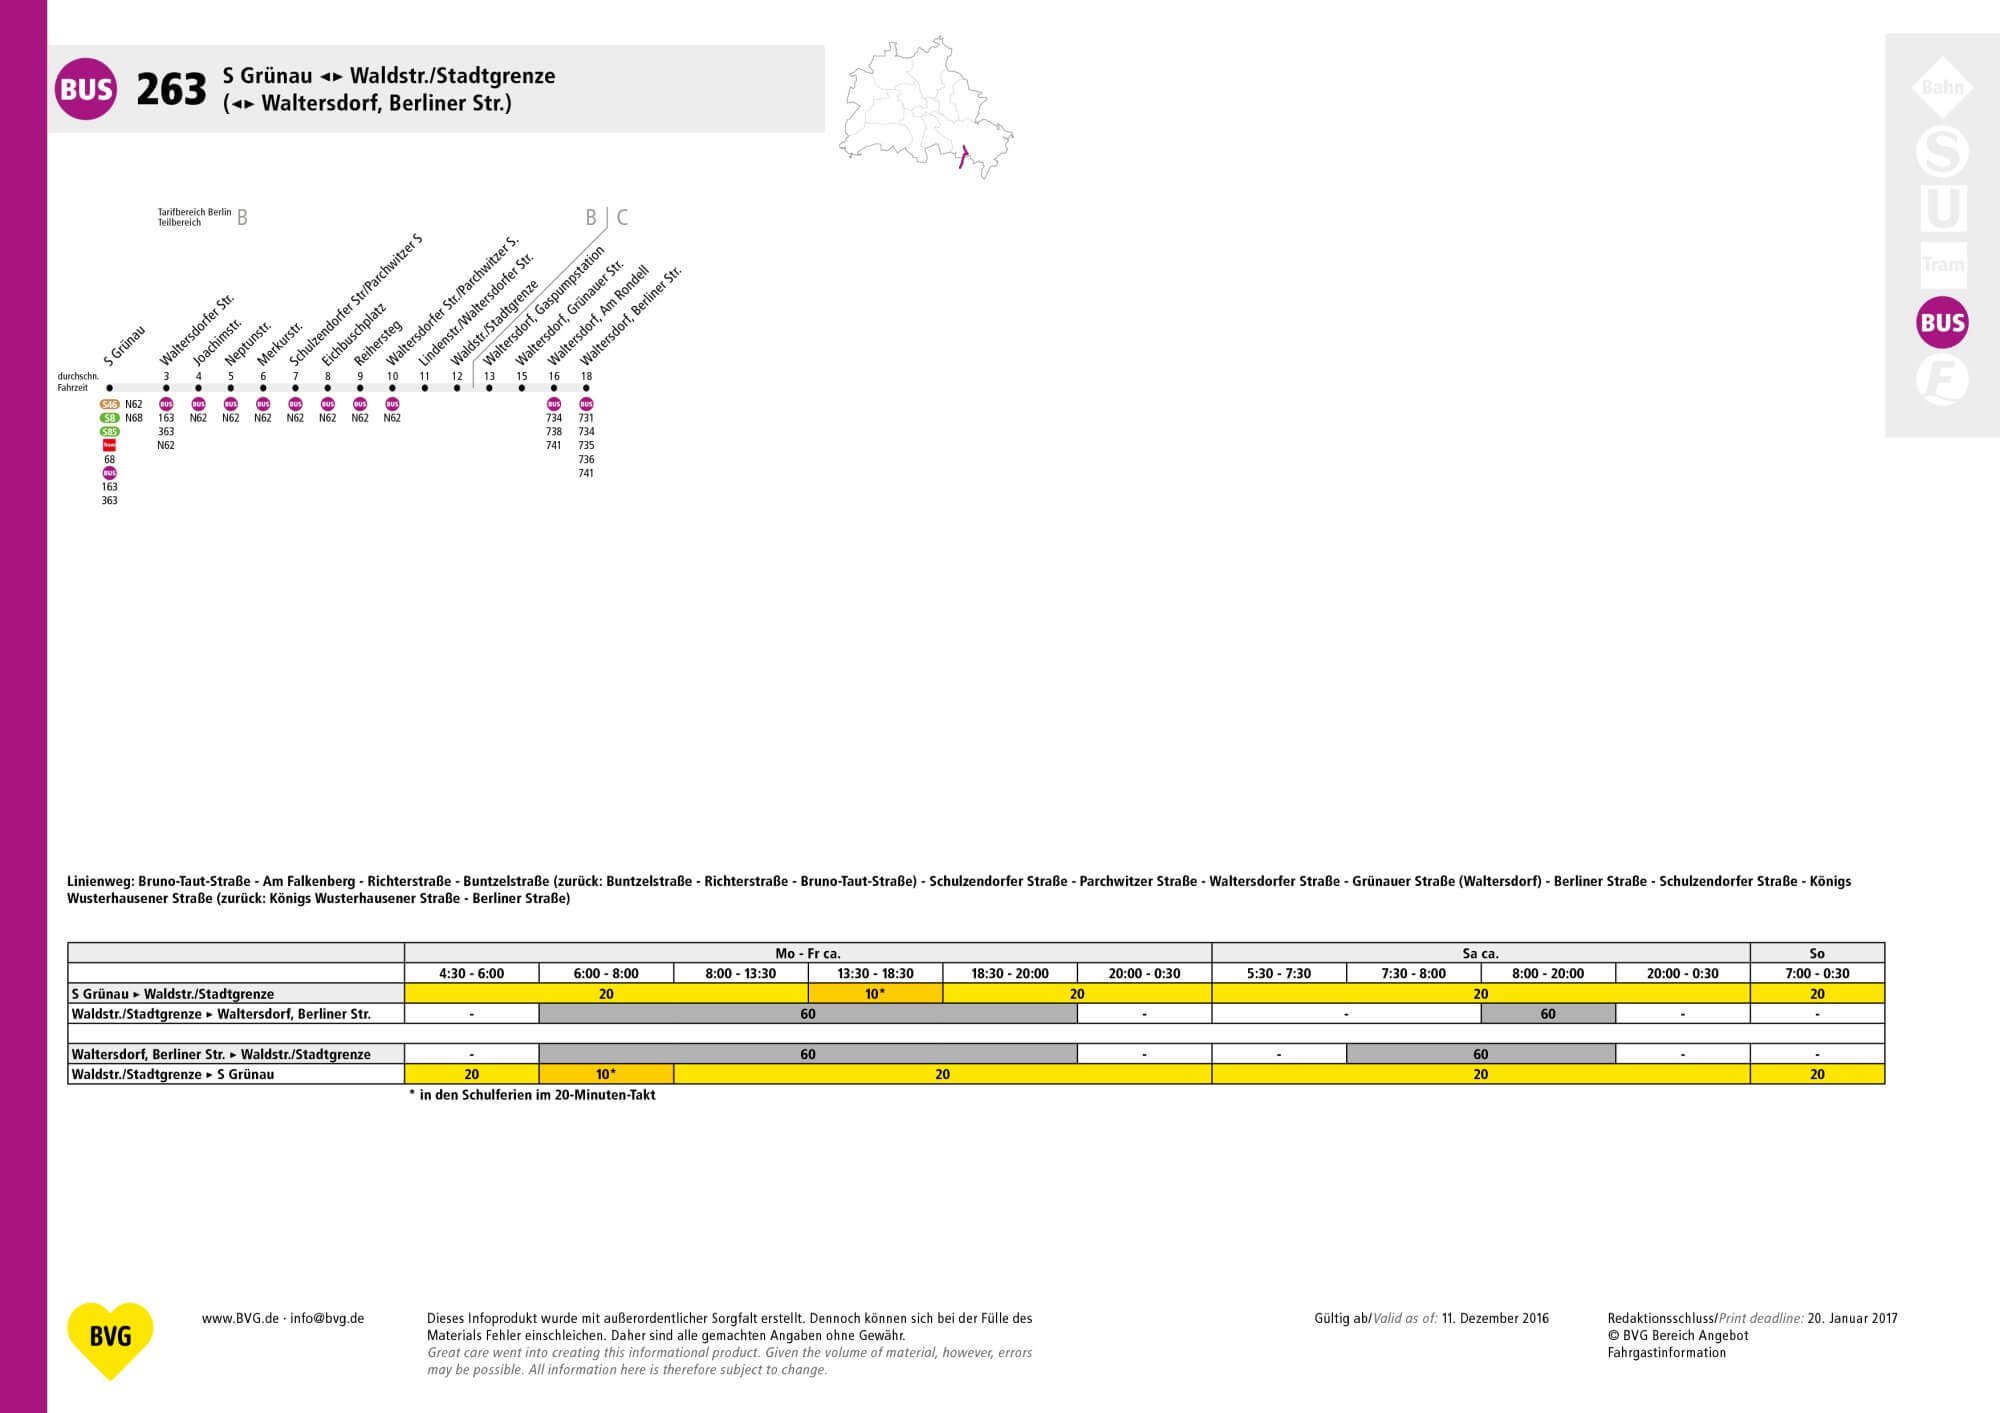 BUS 263 S Grünau ◄► Waldstr./Stadtgrenze
(◄► Waltersdorf, Berliner Str.)
Bahn
S
U
Tram
BUS
F
Tarifbereich Berlin
Teilbereich
B
B | C
S Grünau
Waltersdorfer Str.
Joachimstr.
Neptunstr.
Merkurstr.
Schulzendorfer Str/Parchwitzer S
Eichbuschplatz
Reihersteg
Waltersdorfer Str./Parchwitzer S.
Lindenstr./Waltersdorfer Str.
Waldstr./Stadtgrenze
Waltersdorf, Gaspumpstation
Waltersdorf, Grünauer Str.
Waltersdorf, Am Rondell
Waltersdorf, Berliner Str.
durchschn. 3 4 5 6 7 8 9 10 11 12 13 15 16 18
Fahrzeit
S46 N62 BUS BUS BUS BUS BUS BUS BUS BUS BUS BUS
S8 N68 163 N62 N62 N62 N62 N62 N62 N62 734 731
S85 363 738 734
Tram N62 741 735
68 736
BUS 741
163
363
Linienweg: Bruno-Taut-Straße - Am Falkenberg - Richterstraße - Buntzelstraße (zurück: Buntzelstraße - Richterstraße - Bruno-Taut-Straße) - Schulzendorfer Straße - Parchwitzer Straße - Waltersdorfer Straße - Grünauer Straße (Waltersdorf) - Berliner Straße - Schulzendorfer Straße - Königs
Wusterhausener Straße (zurück: Königs Wusterhausener Straße - Berliner Straße)
Mo - Fr ca. Sa ca. So
4:30 - 6:00 6:00 - 8:00 8:00 - 13:30 13:30 - 18:30 18:30 - 20:00 20:00 - 0:30 5:30 - 7:30 7:30 - 8:00 8:00 - 20:00 20:00 - 0:30 7:00 - 0:30
S Grünau ► Waldstr./Stadtgrenze 20 10* 20 20 20
Waldstr./Stadtgrenze ► Waltersdorf, Berliner Str. - 60 - - 60 - -
Waltersdorf, Berliner Str. ► Waldstr./Stadtgrenze - 60 - - 60 - -
Waldstr./Stadtgrenze ► S Grünau 20 10* 20 20 20
* in den Schulferien im 20-Minuten-Takt
BVG
www.BVG.de · info@bvg.de
Dieses Infoprodukt wurde mit außerordentlicher Sorgfalt erstellt. Dennoch können sich bei der Fülle des
Materials Fehler einschleichen. Daher sind alle gemachten Angaben ohne Gewähr.
Great care went into creating this informational product. Given the volume of material, however, errors
may be possible. All information here is therefore subject to change.
Gültig ab/Valid as of: 11. Dezember 2016
Redaktionsschluss/Print deadline: 20. Januar 2017
© BVG Bereich Angebot
Fahrgastinformation